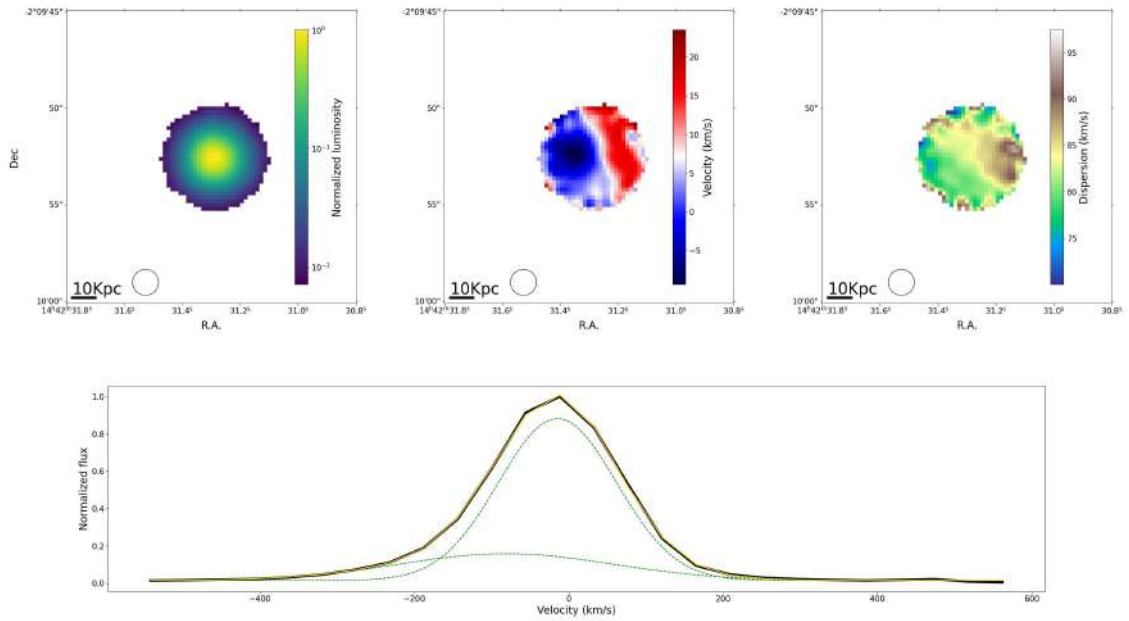 -2°09'45"
50"
55"
10'00"
Dec
14ʰ42ᵐ31.8ˢ 31.6ˢ 31.4ˢ 31.2ˢ 31.0ˢ 30.8ˢ
R.A.
10Kpc
10⁰
10⁻¹
10⁻²
Normalized luminosity
-2°09'45"
50"
55"
10'00"
14ʰ42ᵐ31.8ˢ 31.6ˢ 31.4ˢ 31.2ˢ 31.0ˢ 30.8ˢ
R.A.
10Kpc
20
15
10
5
0
−5
Velocity (km/s)
-2°09'45"
50"
55"
10'00"
14ʰ42ᵐ31.8ˢ 31.6ˢ 31.4ˢ 31.2ˢ 31.0ˢ 30.8ˢ
R.A.
10Kpc
95
90
85
80
75
Dispersion (km/s)
1.0
0.8
0.6
0.4
0.2
0.0
Normalized flux
−400 −200 0 200 400 600
Velocity (km/s)